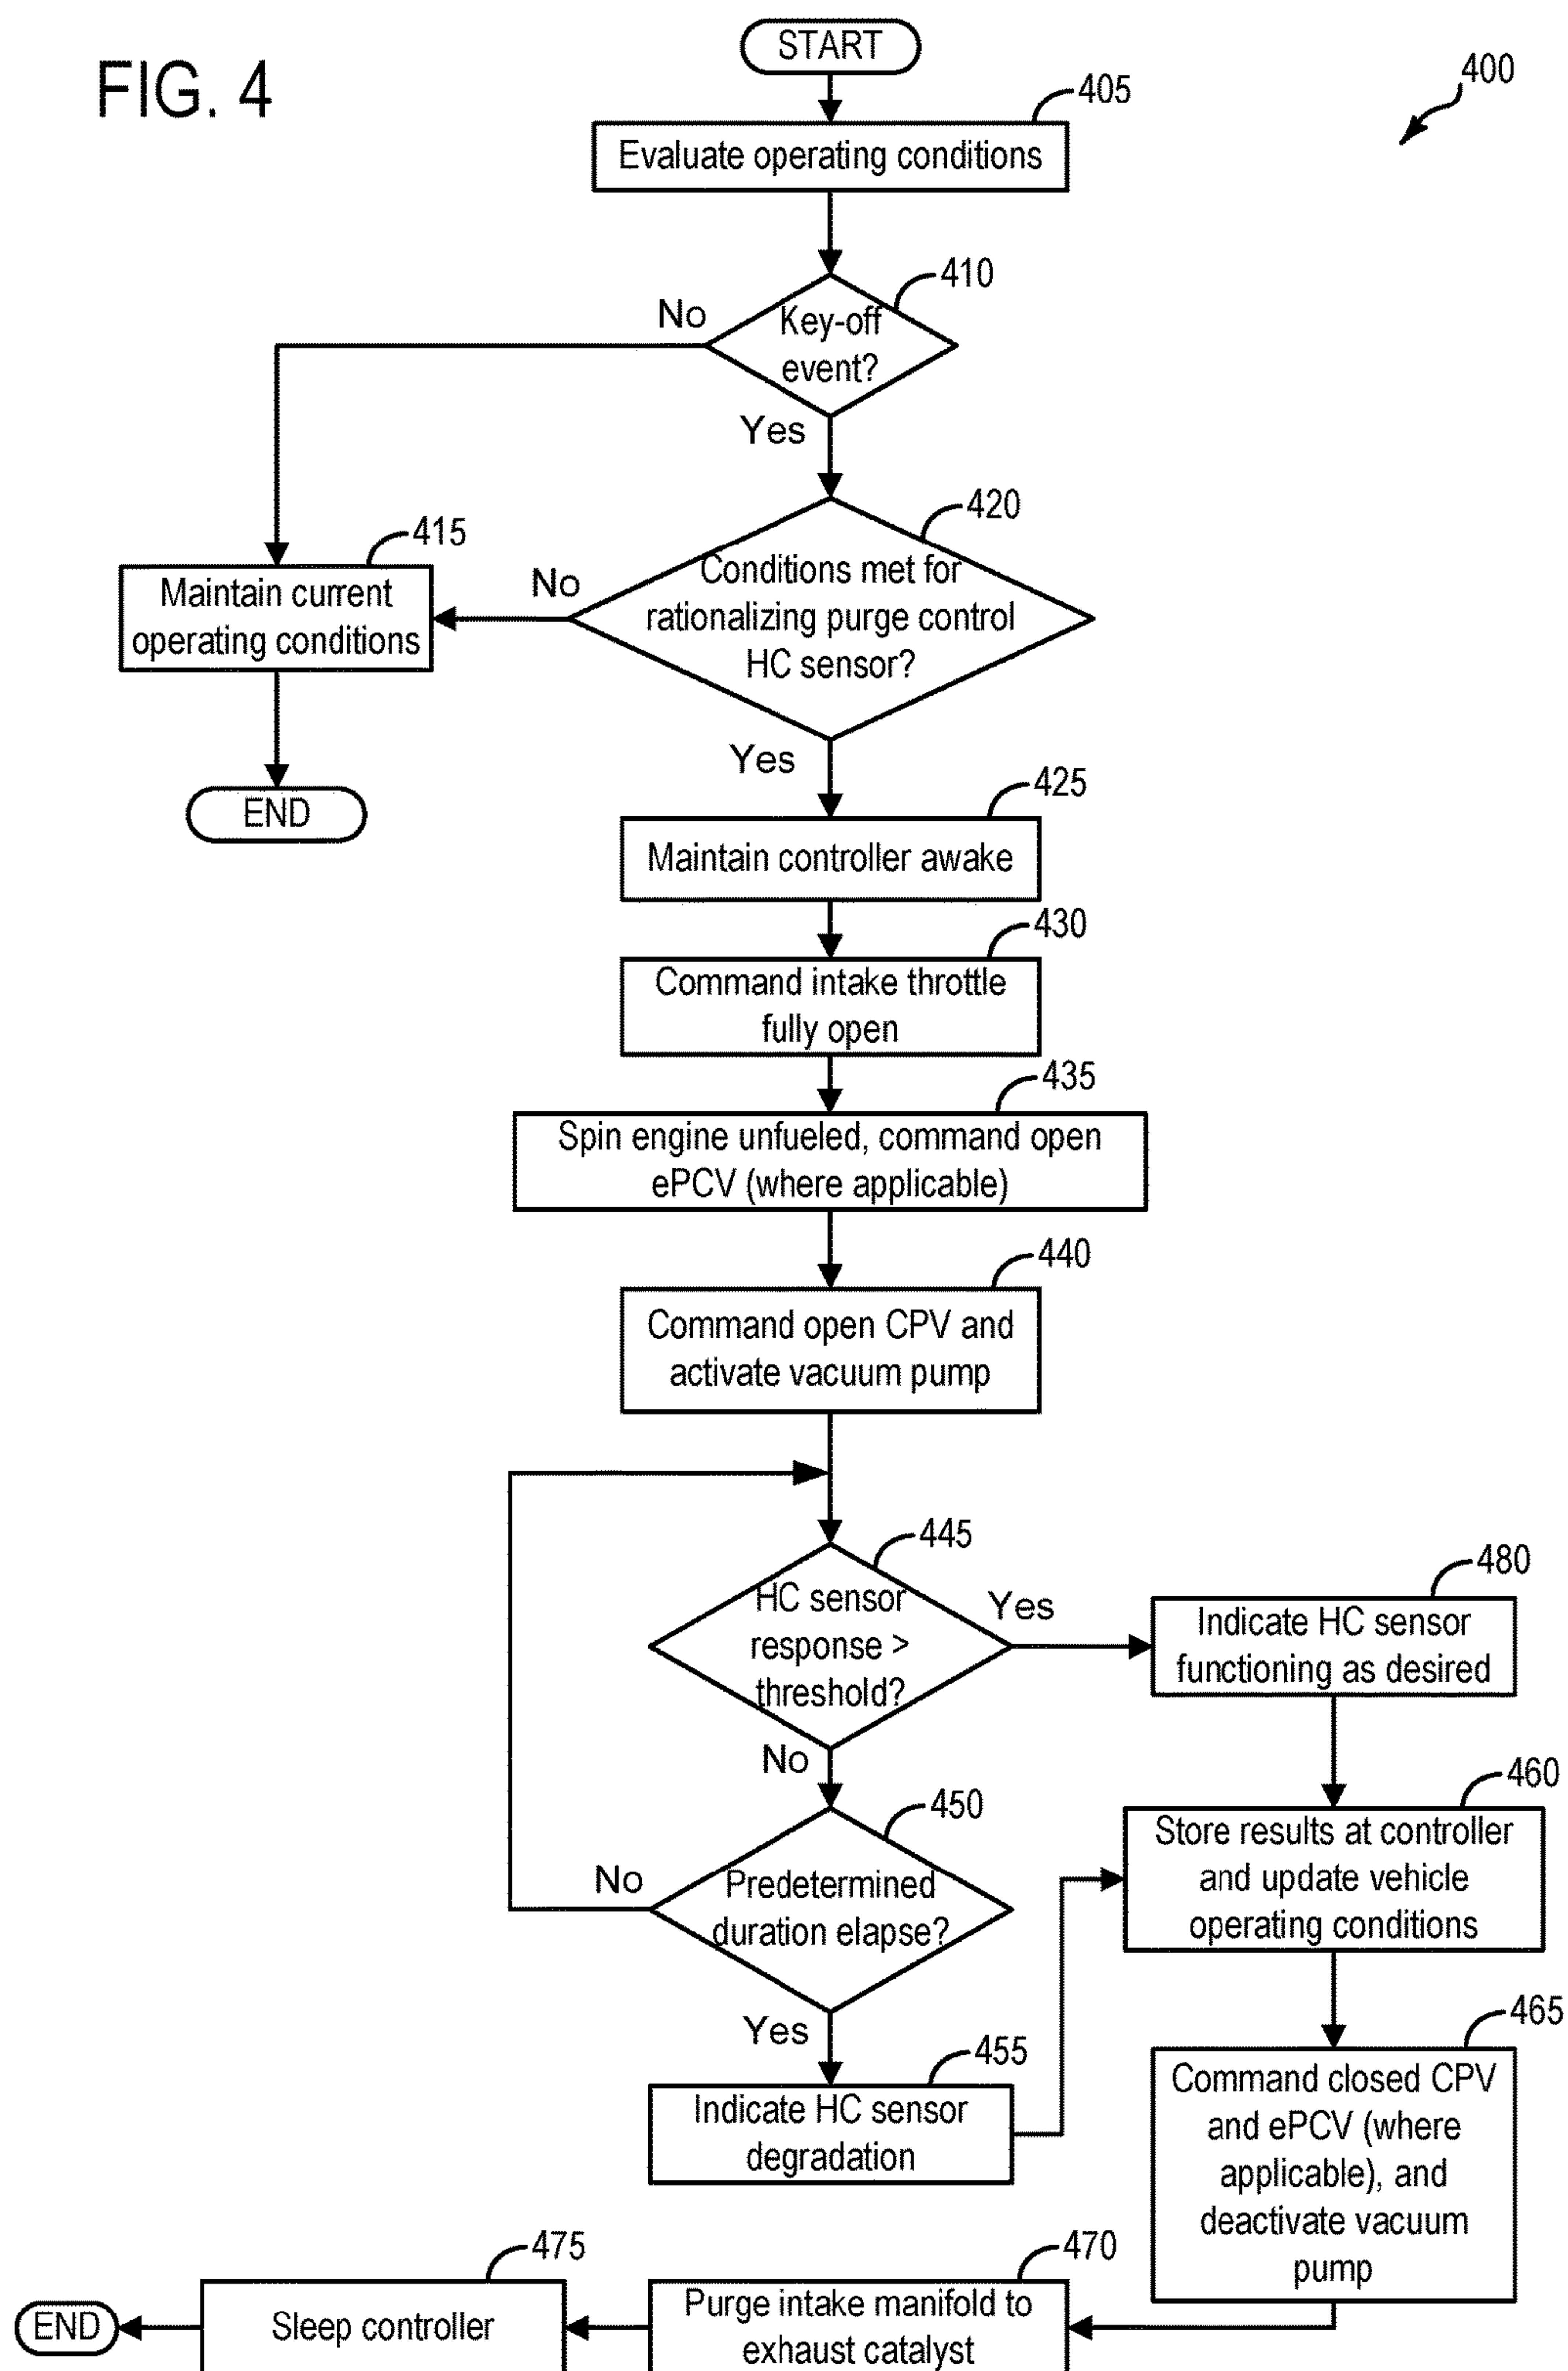 FIG. 4
START
400
405
Evaluate operating conditions
410
Key-off
event?
No
Yes
415
Maintain current
operating conditions
END
420
Conditions met for
rationalizing purge control
HC sensor?
No
Yes
425
Maintain controller awake
430
Command intake throttle
fully open
435
Spin engine unfueled, command open
ePCV (where applicable)
440
Command open CPV and
activate vacuum pump
445
HC sensor
response >
threshold?
Yes
No
480
Indicate HC sensor
functioning as desired
450
Predetermined
duration elapse?
No
Yes
460
Store results at controller
and update vehicle
operating conditions
455
Indicate HC sensor
degradation
465
Command closed CPV
and ePCV (where
applicable), and
deactivate vacuum
pump
470
Purge intake manifold to
exhaust catalyst
475
Sleep controller
END